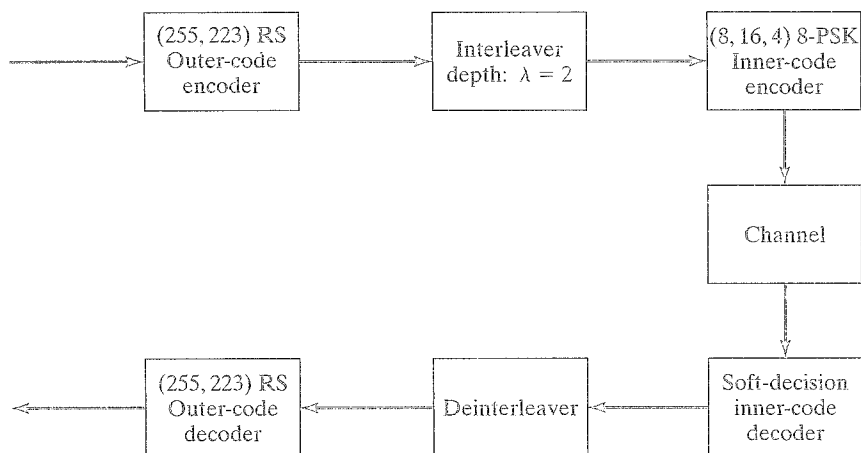 (255, 223) RS
Outer-code
encoder
Interleaver
depth: λ = 2
(8, 16, 4) 8-PSK
Inner-code
encoder
Channel
(255, 223) RS
Outer-code
decoder
Deinterleaver
Soft-decision
inner-code
decoder